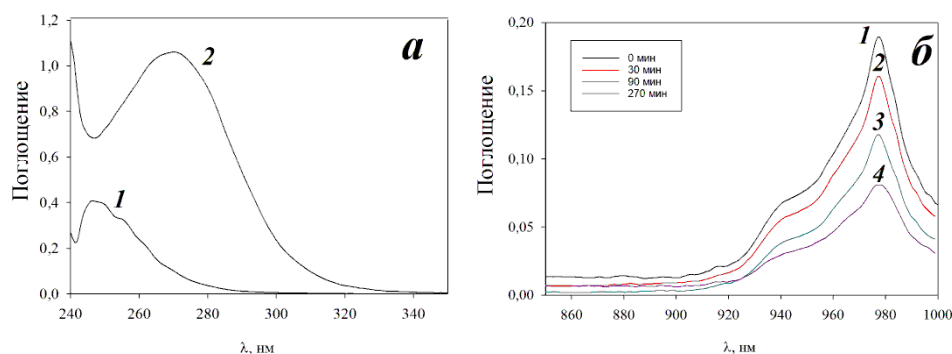 а
Поглощение
1,2
1,0
0,8
0,6
0,4
0,2
0,0
2
1
240 260 280 300 320 340
λ, нм
б
Поглощение
0,20
0,15
0,10
0,05
0,00
0 мин
30 мин
90 мин
270 мин
1
2
3
4
860 880 900 920 940 960 980 1000
λ, нм